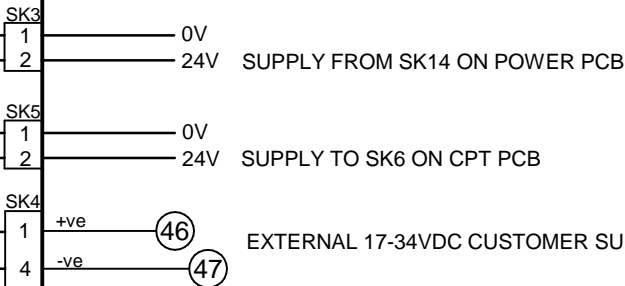 SK3
1 0V
2 24V SUPPLY FROM SK14 ON POWER PCB
SK5
1 0V
2 24V SUPPLY TO SK6 ON CPT PCB
SK4
1 +ve 46
EXTERNAL 17-34VDC CUSTOMER SU
4 -ve 47